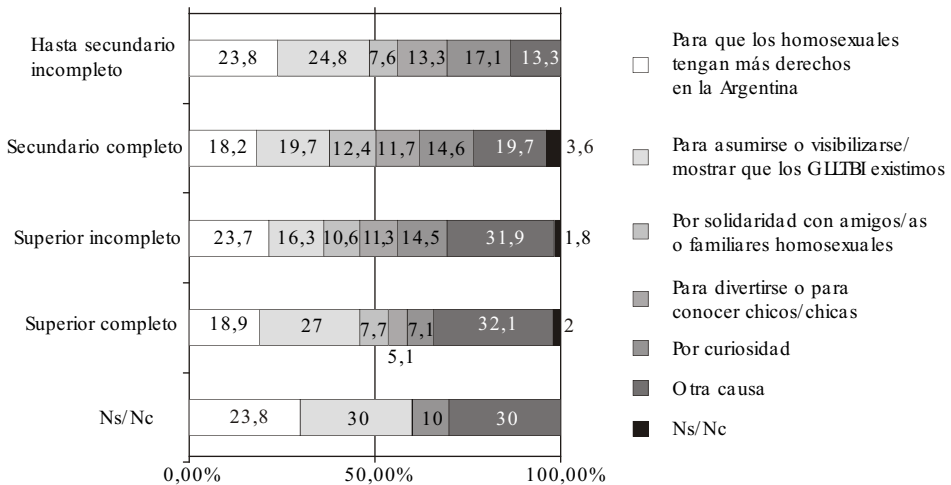 Hasta secundario
incompleto
23,8 24,8 7,6 13,3 17,1 13,3
Secundario completo
18,2 19,7 12,4 11,7 14,6 19,7 3,6
Superior incompleto
23,7 16,3 10,6 11,3 14,5 31,9 1,8
Superior completo
18,9 27 7,7 7,1 32,1 2
5,1
Ns/Nc
23,8 30 10 30
0,00% 50,00% 100,00%
Para que los homosexuales
tengan más derechos
en la Argentina
Para asumirse o visibilizarse/
mostrar que los GLLTBI existimos
Por solidaridad con amigos/as
o familiares homosexuales
Para divertirse o para
conocer chicos/chicas
Por curiosidad
Otra causa
Ns/Nc